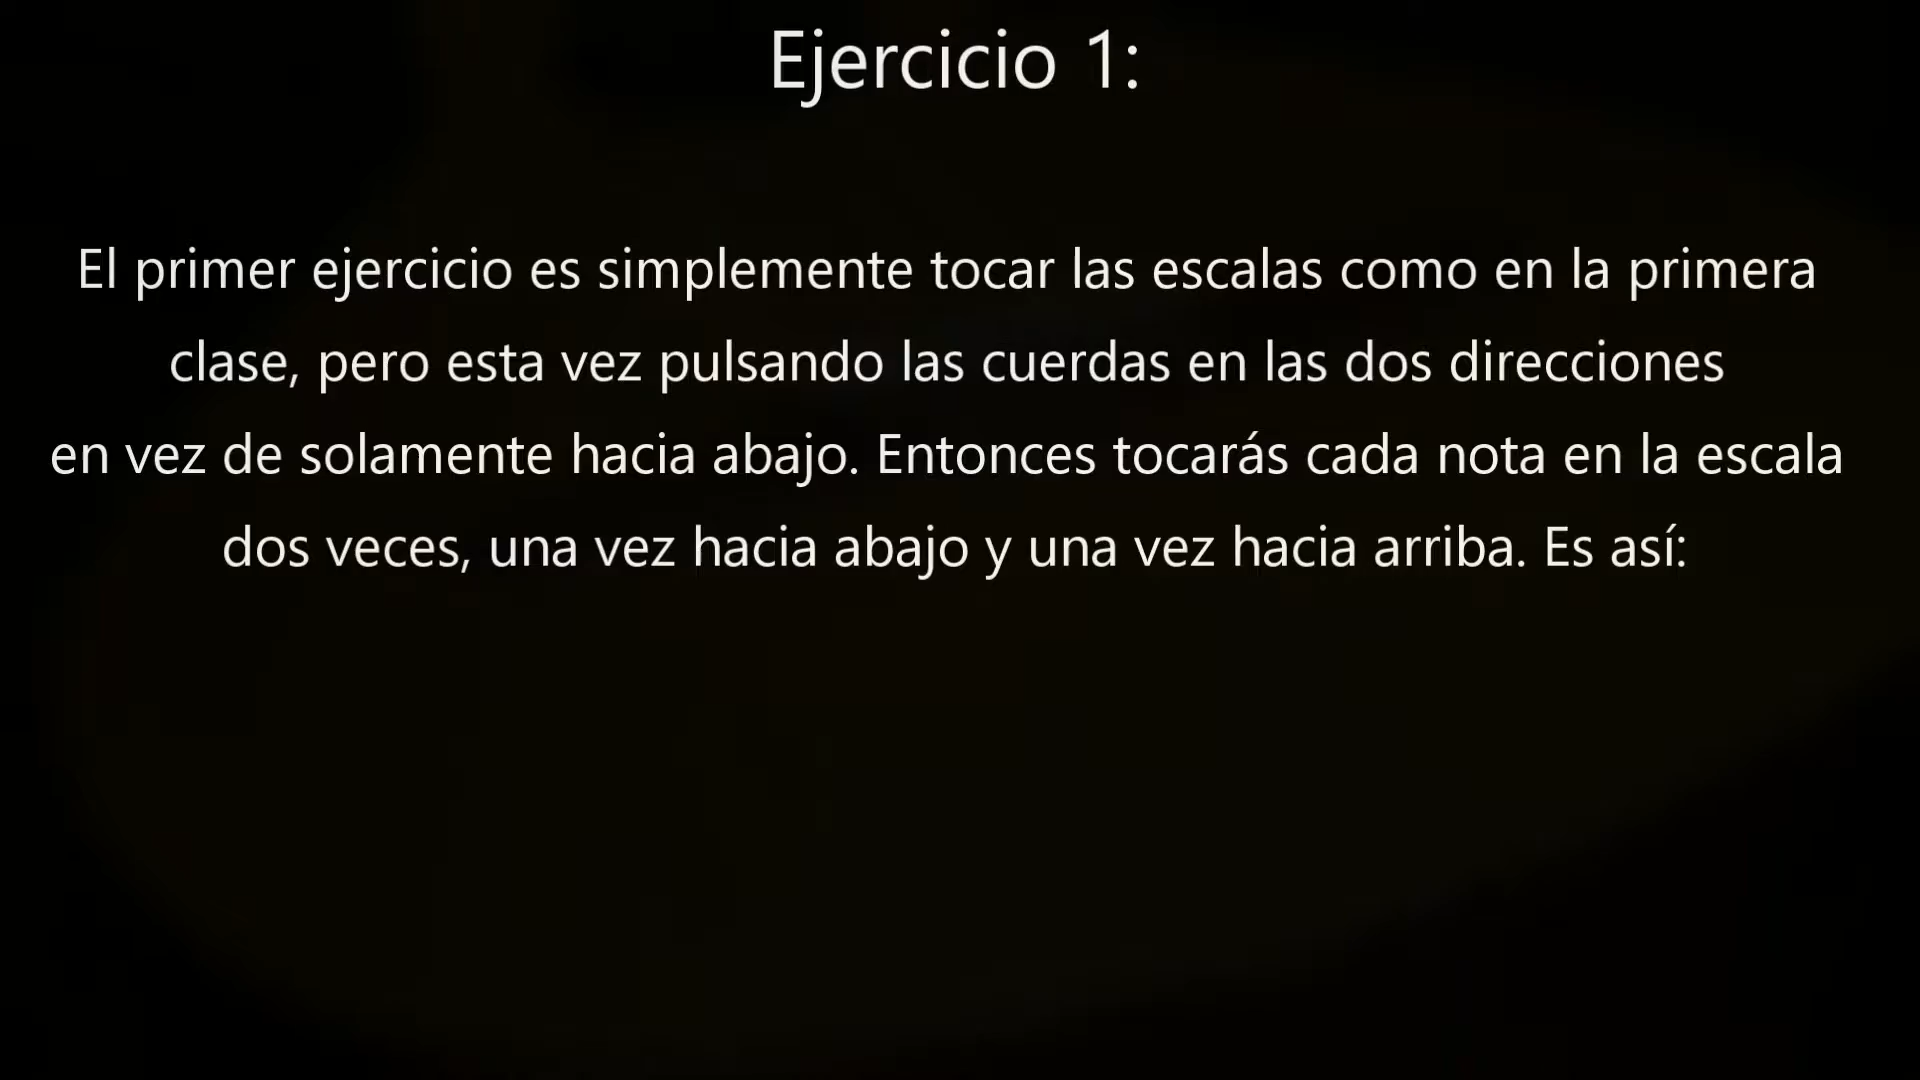 Ejercicio 1:
El primer ejercicio es simplemente tocar las escalas como en la primera
clase, pero esta vez pulsando las cuerdas en las dos direcciones
en vez de solamente hacia abajo. Entonces tocarás cada nota en la escala
dos veces, una vez hacia abajo y una vez hacia arriba. Es así: